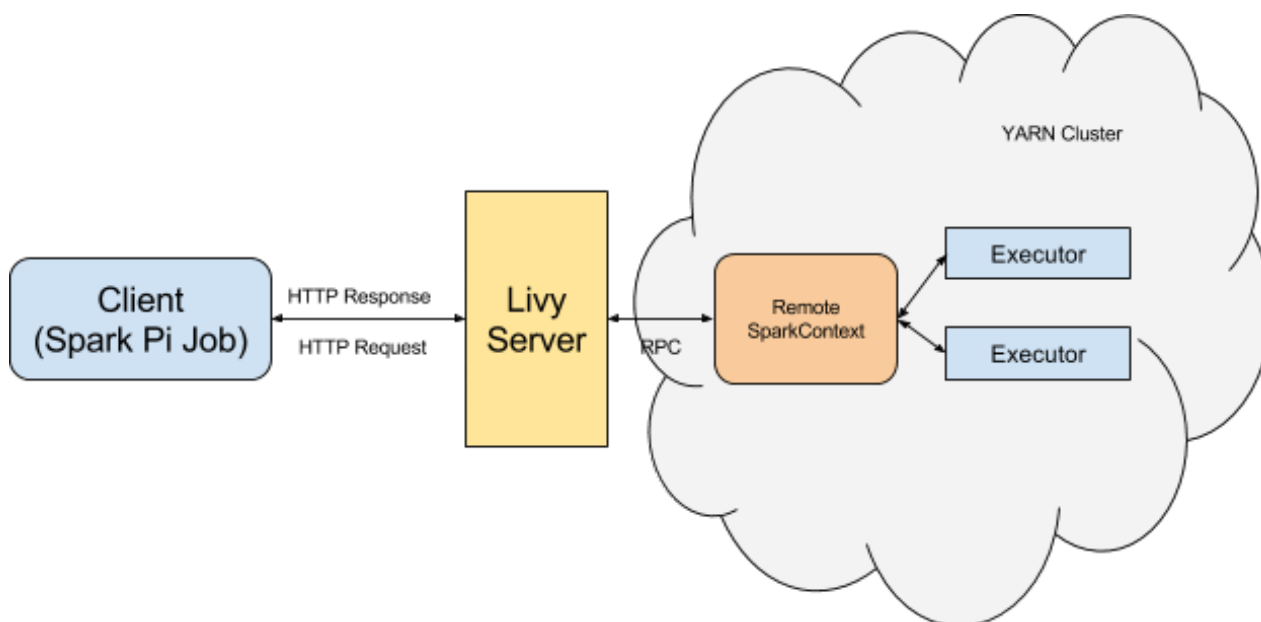 YARN Cluster
Client
(Spark Pi Job)
HTTP Response
HTTP Request
Livy
Server
RPC
Remote
SparkContext
Executor
Executor